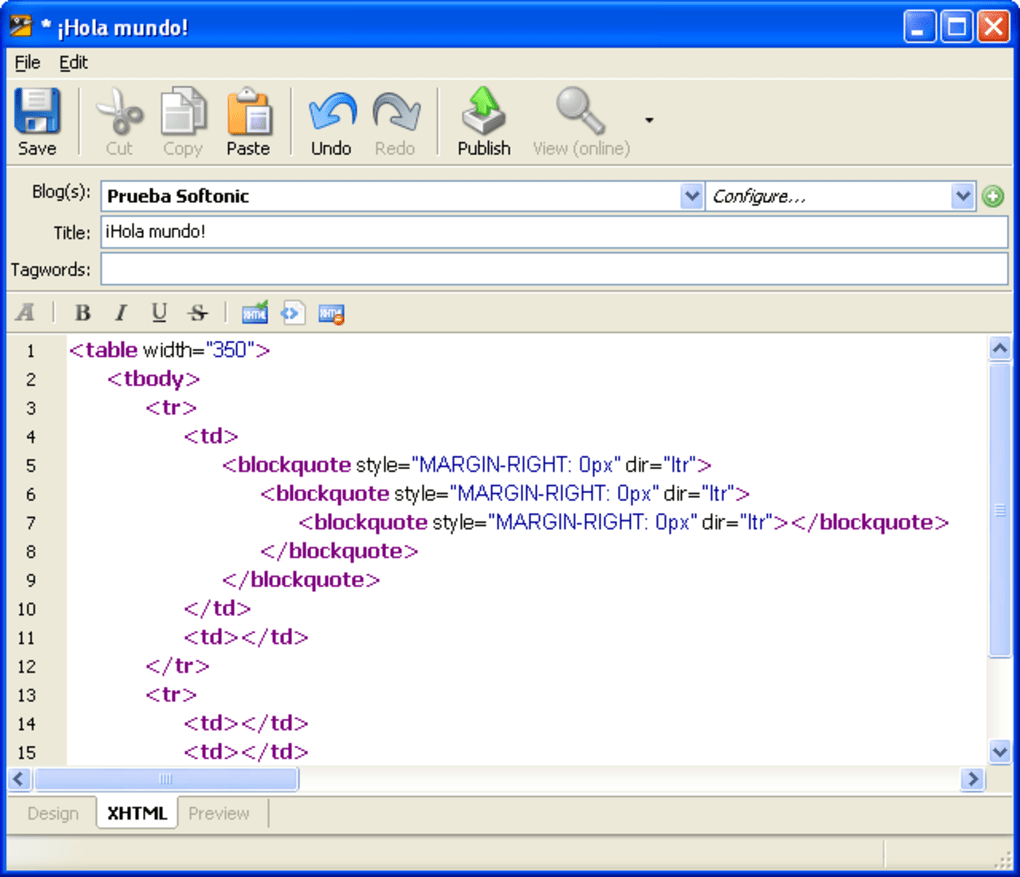 * ¡Hola mundo!
File Edit
Save Cut Copy Paste Undo Redo Publish View (online)
Blog(s): Prueba Softonic Configure...
Title: ¡Hola mundo!
Tagwords:
A B I U S XHTML <> XHTML
1 <table width="350">
2 <tbody>
3 <tr>
4 <td>
5 <blockquote style="MARGIN-RIGHT: 0px" dir="ltr">
6 <blockquote style="MARGIN-RIGHT: 0px" dir="ltr">
7 <blockquote style="MARGIN-RIGHT: 0px" dir="ltr"></blockquote>
8 </blockquote>
9 </blockquote>
10 </td>
11 <td></td>
12 </tr>
13 <tr>
14 <td></td>
15 <td></td>
Design XHTML Preview